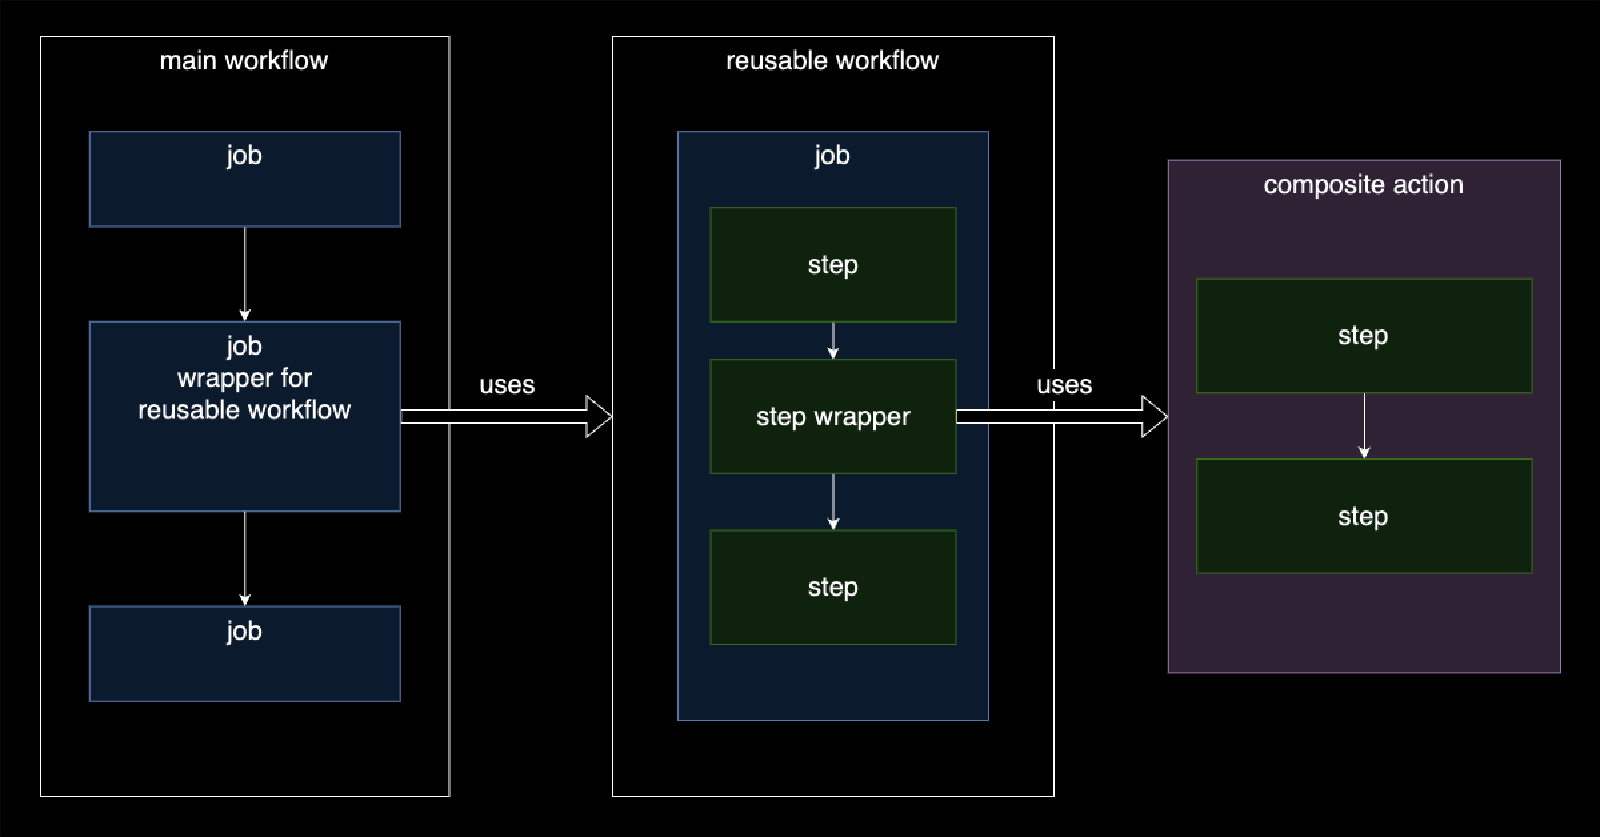 main workflow
job
job
wrapper for
reusable workflow
job
uses
reusable workflow
job
step
step wrapper
step
uses
composite action
step
step